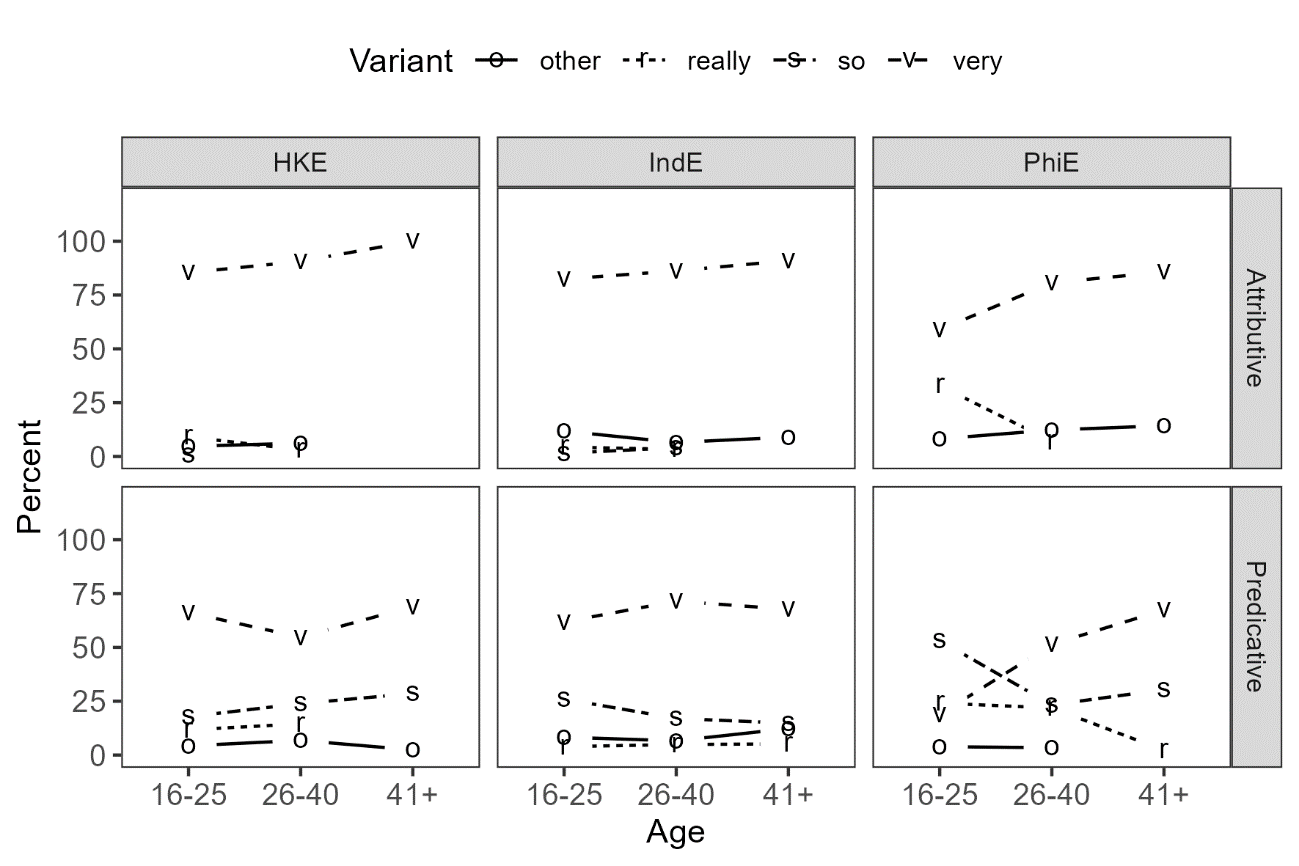 Variant o other r really s so v very
HKE IndE PhiE
Attributive
100
75
50
25
0
Predicative
100
75
50
25
0
Percent
16-25 26-40 41+ 16-25 26-40 41+ 16-25 26-40 41+
Age